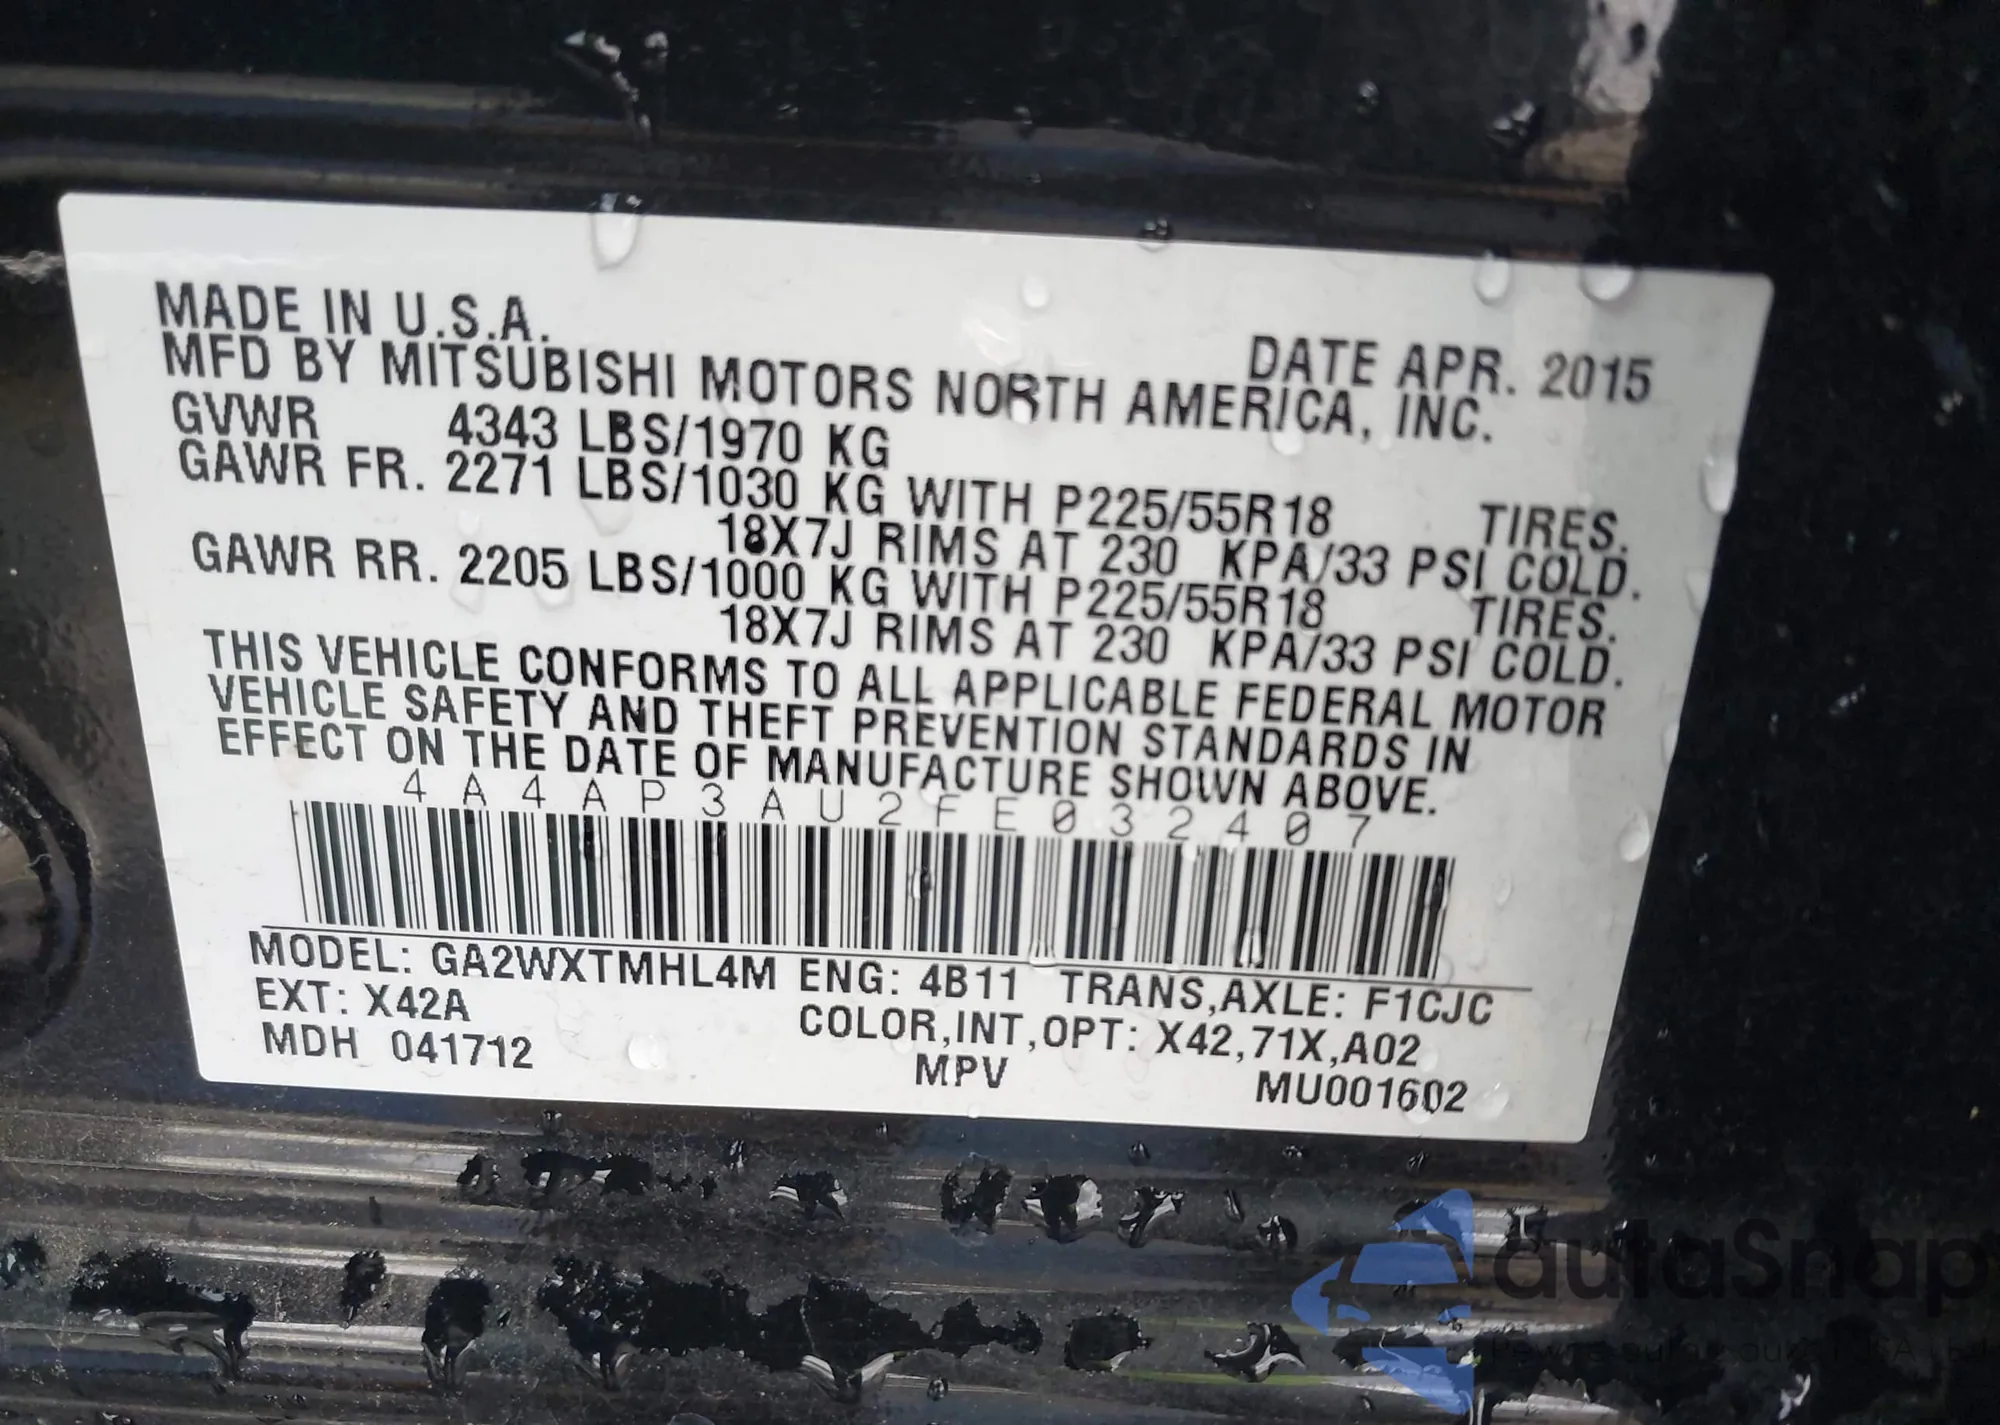 MADE IN U.S.A.
DATE APR. 2015
MFD BY MITSUBISHI MOTORS NORTH AMERICA, INC.
GVWR 4343 LBS/1970 KG
GAWR FR. 2271 LBS/1030 KG WITH P225/55R18 TIRES.
18X7J RIMS AT 230 KPA/33 PSI COLD.
GAWR RR. 2205 LBS/1000 KG WITH P225/55R18 TIRES.
18X7J RIMS AT 230 KPA/33 PSI COLD.
THIS VEHICLE CONFORMS TO ALL APPLICABLE FEDERAL MOTOR
VEHICLE SAFETY AND THEFT PREVENTION STANDARDS IN
EFFECT ON THE DATE OF MANUFACTURE SHOWN ABOVE.
4A4AP3AU2FE032407
MODEL: GA2WXTMHL4M ENG: 4B11 TRANS,AXLE: F1CJC
EXT: X42A COLOR,INT,OPT: X42,71X,A02
MDH 041712 MPV MU001602
autaSnap